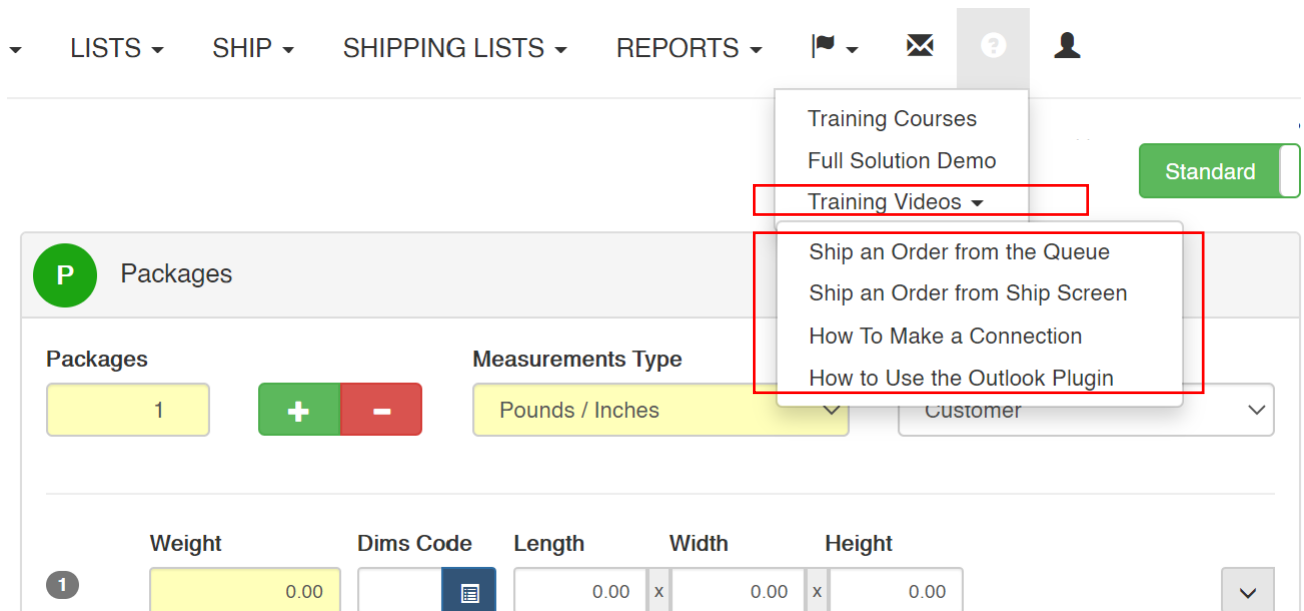 LISTS SHIP SHIPPING LISTS REPORTS
Training Courses
Full Solution Demo
Standard
Training Videos
Ship an Order from the Queue
P Packages
Ship an Order from Ship Screen
How To Make a Connection
Packages Measurements Type
How to Use the Outlook Plugin
1 + - Pounds / Inches Customer
Weight Dims Code Length Width Height
1 0.00 0.00 x 0.00 x 0.00